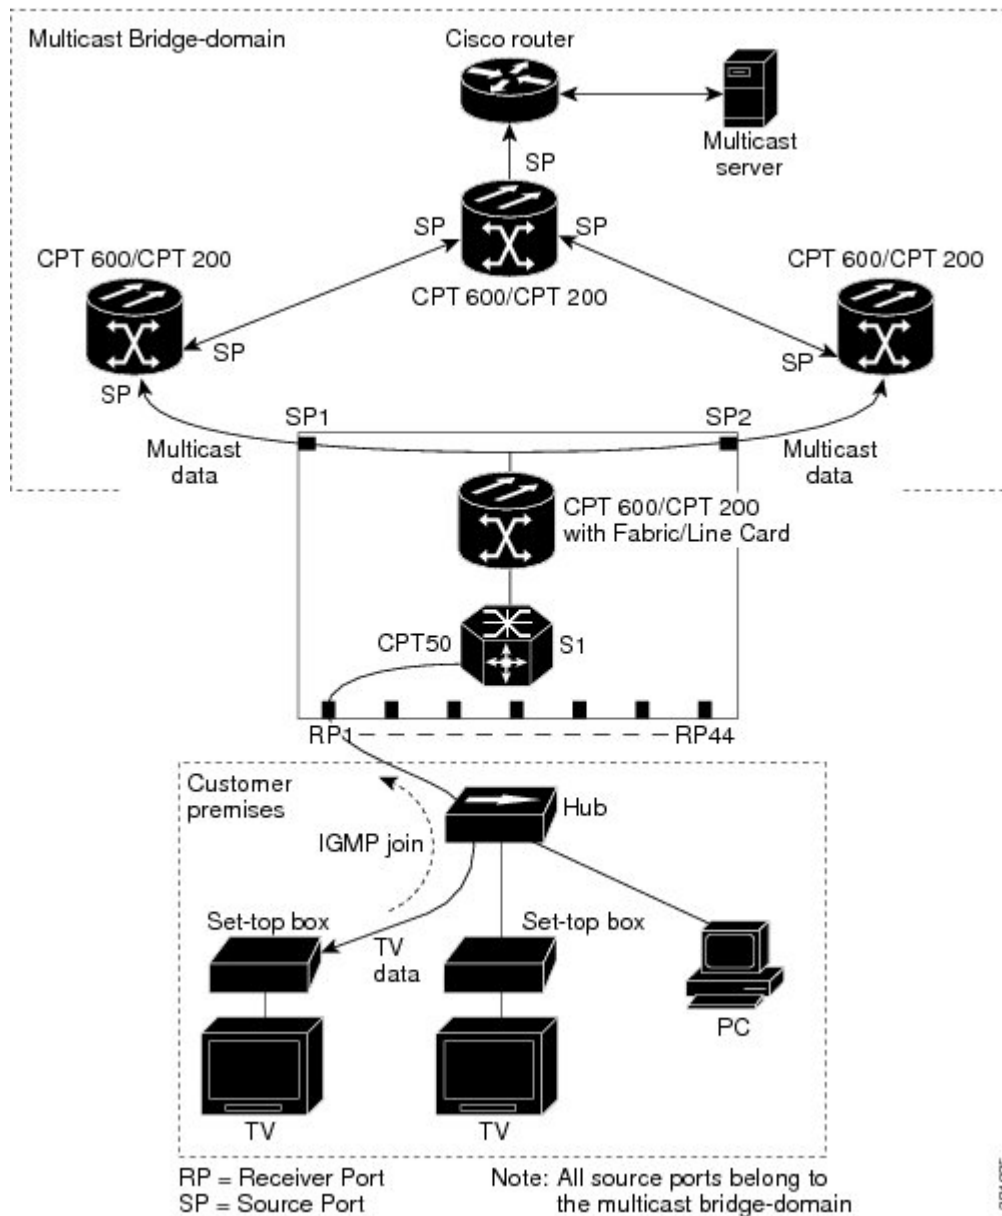 Multicast Bridge-domain
Cisco router
Multicast
server
SP
SP
SP
CPT 600/CPT 200
CPT 600/CPT 200
CPT 600/CPT 200
SP
SP
SP
SP1
SP2
Multicast
data
Multicast
data
CPT 600/CPT 200
with Fabric/Line Card
CPT50
S1
RP1
RP44
Customer
premises
Hub
IGMP join
Set-top box
Set-top box
TV
data
PC
TV
TV
RP = Receiver Port
SP = Source Port
Note: All source ports belong to
the multicast bridge-domain